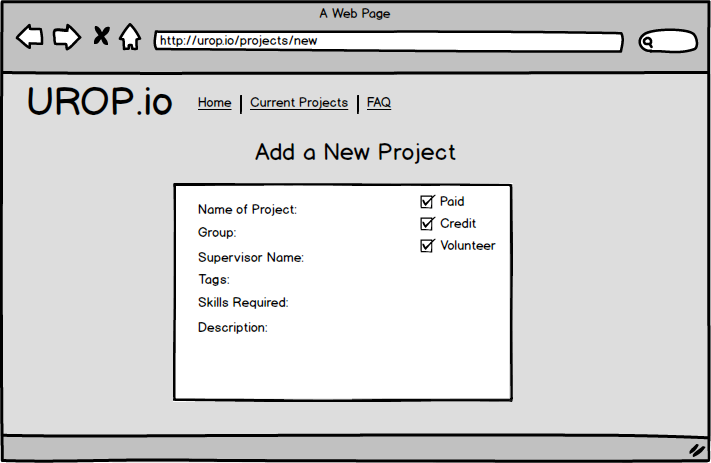 A Web Page
http://urop.io/projects/new
UROP.io
Home | Current Projects | FAQ
Add a New Project
Name of Project:
Paid
Group:
Credit
Supervisor Name:
Volunteer
Tags:
Skills Required:
Description: